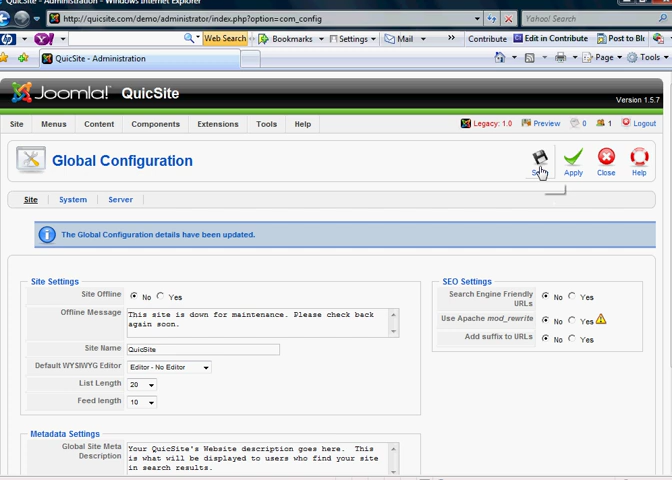 QuicSite - Administration - Windows Internet Explorer
http://quicsite.com/demo/administrator/index.php?option=com_config
Yahoo! Search
Y! Web Search Bookmarks Settings Mail Contribute Edit in Contribute Post to Bl
QuicSite - Administration
Page Tools
Joomla! QuicSite
Version 1.5.7
Site Menus Content Components Extensions Tools Help
Legacy: 1.0 Preview 0 1 Logout
Global Configuration
Apply Close Help
Site System Server
The Global Configuration details have been updated.
Site Settings
Site Offline No Yes
Offline Message This site is down for maintenance. Please check back
again soon.
Site Name QuicSite
Default WYSIWYG Editor Editor - No Editor
List Length 20
Feed length 10
SEO Settings
Search Engine Friendly
URLs No Yes
Use Apache mod_rewrite No Yes
Add suffix to URLs No Yes
Metadata Settings
Global Site Meta
Description
Your QuicSite's Website description goes here. This
is what will be displayed to users who find your site
in search results.